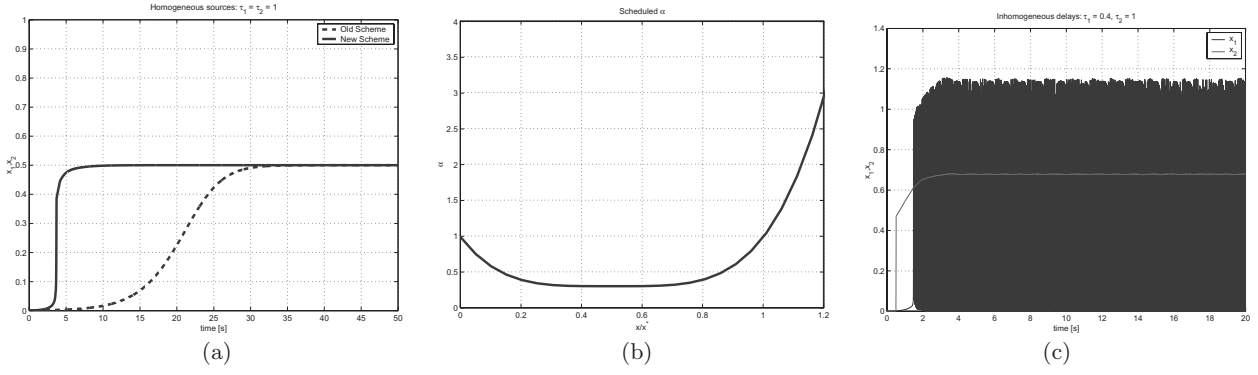 Homogeneous sources: τ1 = τ2 = 1
Old Scheme
New Scheme
1
0.9
0.8
0.7
0.6
0.5
0.4
0.3
0.2
0.1
0
x1,x2
0 5 10 15 20 25 30 35 40 45 50
time [s]
(a)
Scheduled α
4
3.5
3
2.5
2
1.5
1
0.5
0
α
0 0.2 0.4 0.6 0.8 1 1.2
x/x*
(b)
Inhomogeneous delays: τ1 = 0.4, τ2 = 1
x1
x2
1.4
1.2
1
0.8
0.6
0.4
0.2
0
x1,x2
0 2 4 6 8 10 12 14 16 18 20
time [s]
(c)